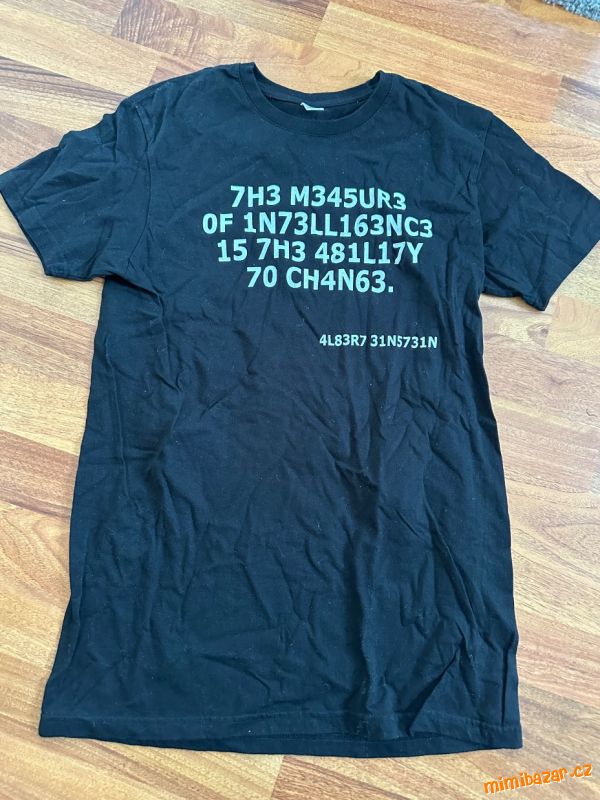 7H3 M345UR3
0F 1N73LL163NC3
15 7H3 481L17Y
70 CH4N63.
4L83R7 31N5731N
mimibazar.cz